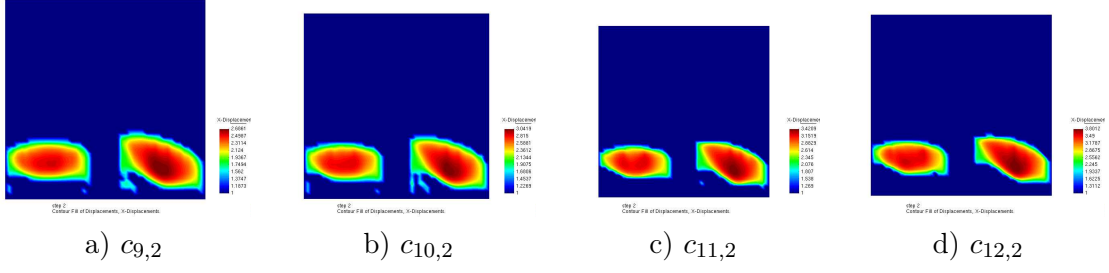 X-Displacemen
2.6861
2.4987
2.3114
2.124
1.9367
1.7494
1.562
1.3747
1.1873
1
step 2
Contour Fill of Displacements, X-Displacements.
a) c9,2
X-Displacemen
3.0419
2.815
2.5881
2.3612
2.1344
1.9075
1.6806
1.4537
1.2269
1
step 2
Contour Fill of Displacements, X-Displacements.
b) c10,2
X-Displacemen
3.4209
3.1519
2.8829
2.614
2.345
2.076
1.807
1.538
1.269
1
step 2
Contour Fill of Displacements, X-Displacements.
c) c11,2
X-Displacemen
3.8012
3.49
3.1787
2.8675
2.5562
2.245
1.9337
1.6225
1.3112
1
step 2
Contour Fill of Displacements, X-Displacements.
d) c12,2